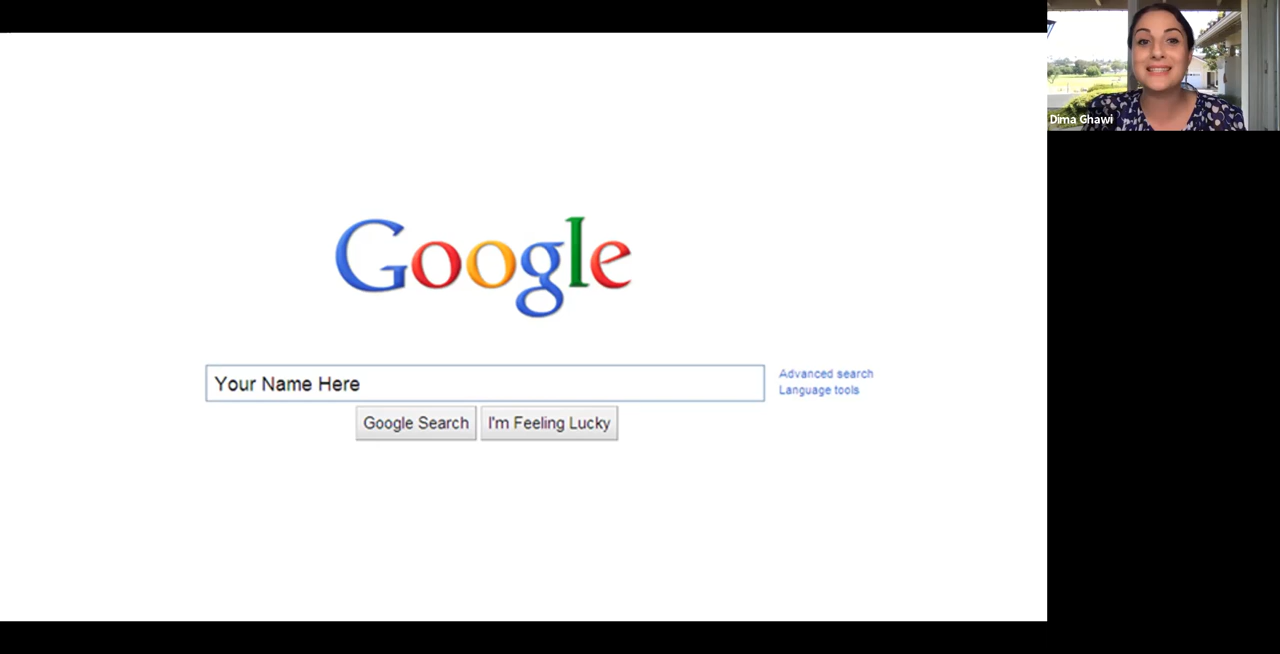 Dima Ghawi
Google
Your Name Here
Advanced search
Language tools
Google Search
I'm Feeling Lucky